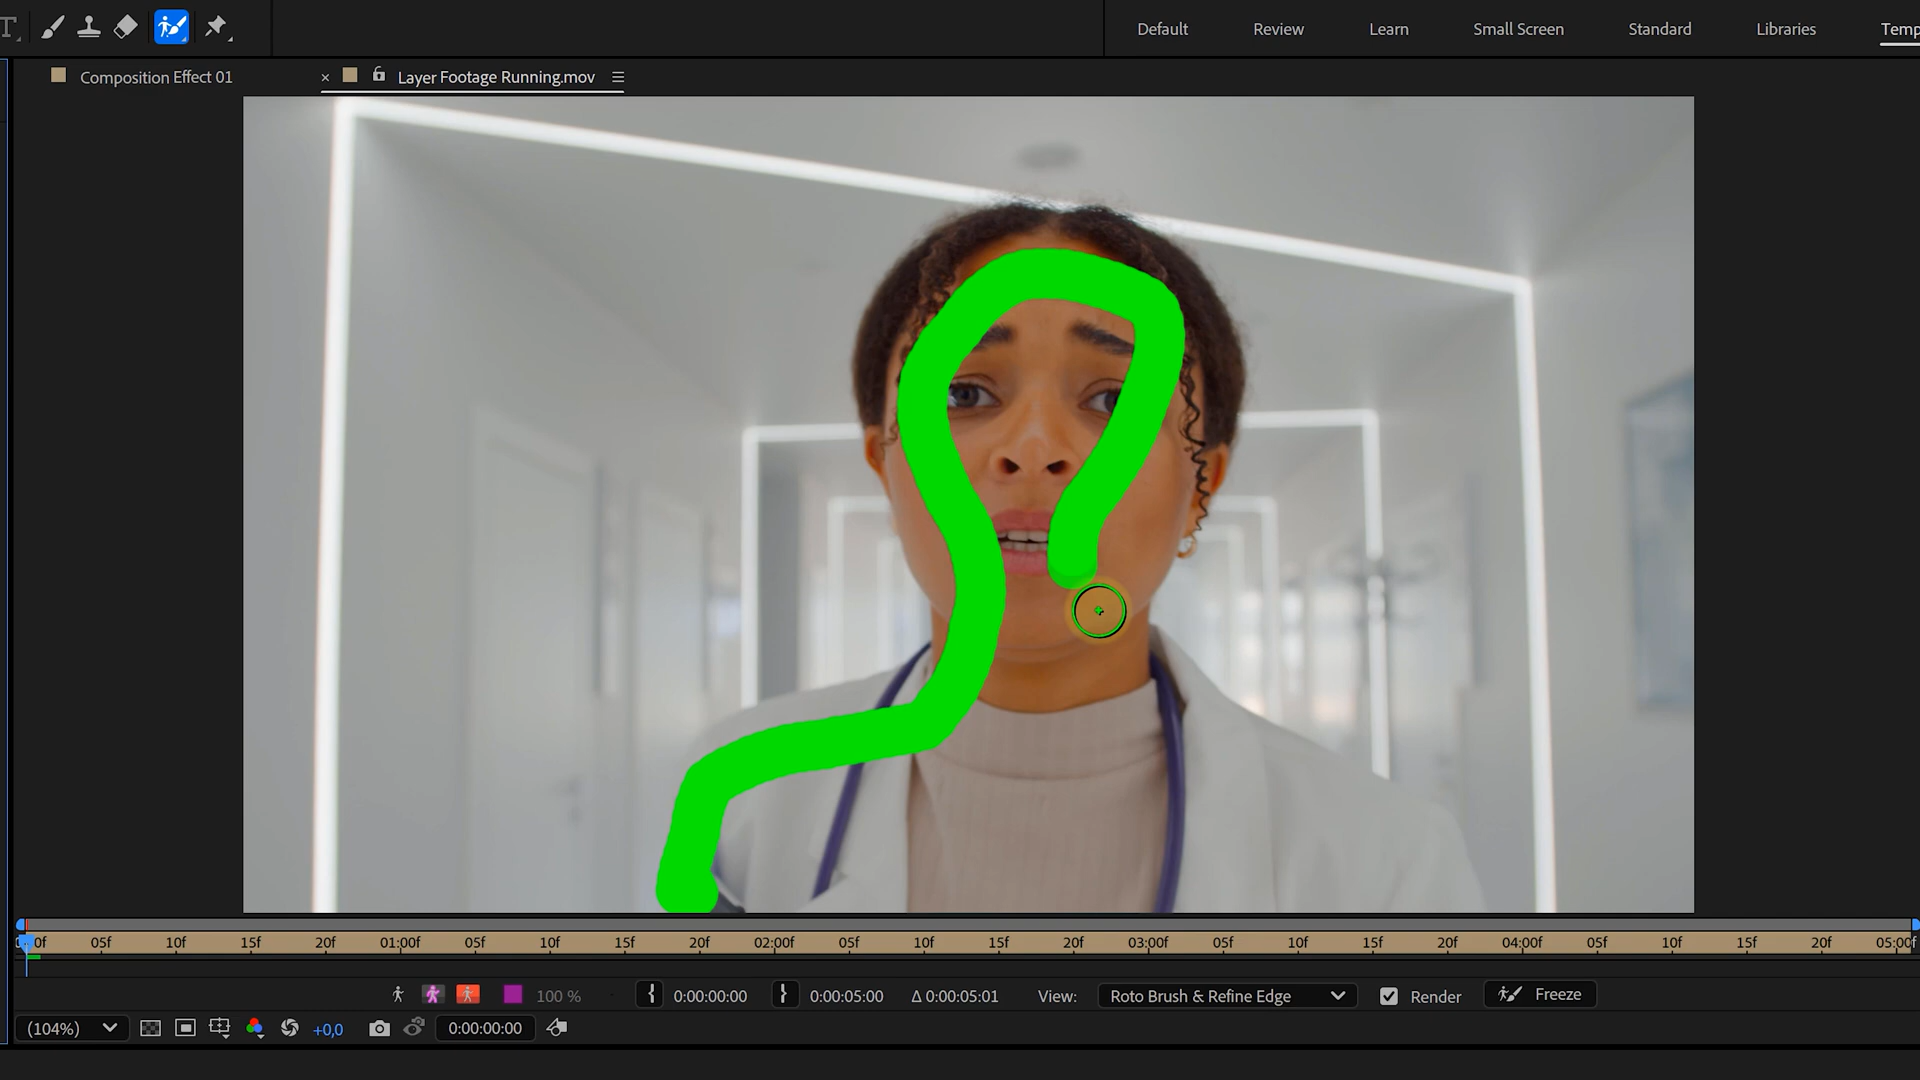 T
Default Review Learn Small Screen Standard Libraries Temp
Composition Effect 01 × Layer Footage Running.mov
0f 05f 10f 15f 20f 01:00f 05f 10f 15f 20f 02:00f 05f 10f 15f 20f 03:00f 05f 10f 15f 20f 04:00f 05f 10f 15f 20f 05:00f
100 % 0:00:00:00 0:00:05:00 Δ 0:00:05:01 View: Roto Brush & Refine Edge Render Freeze
(104%) +0,0 0:00:00:00